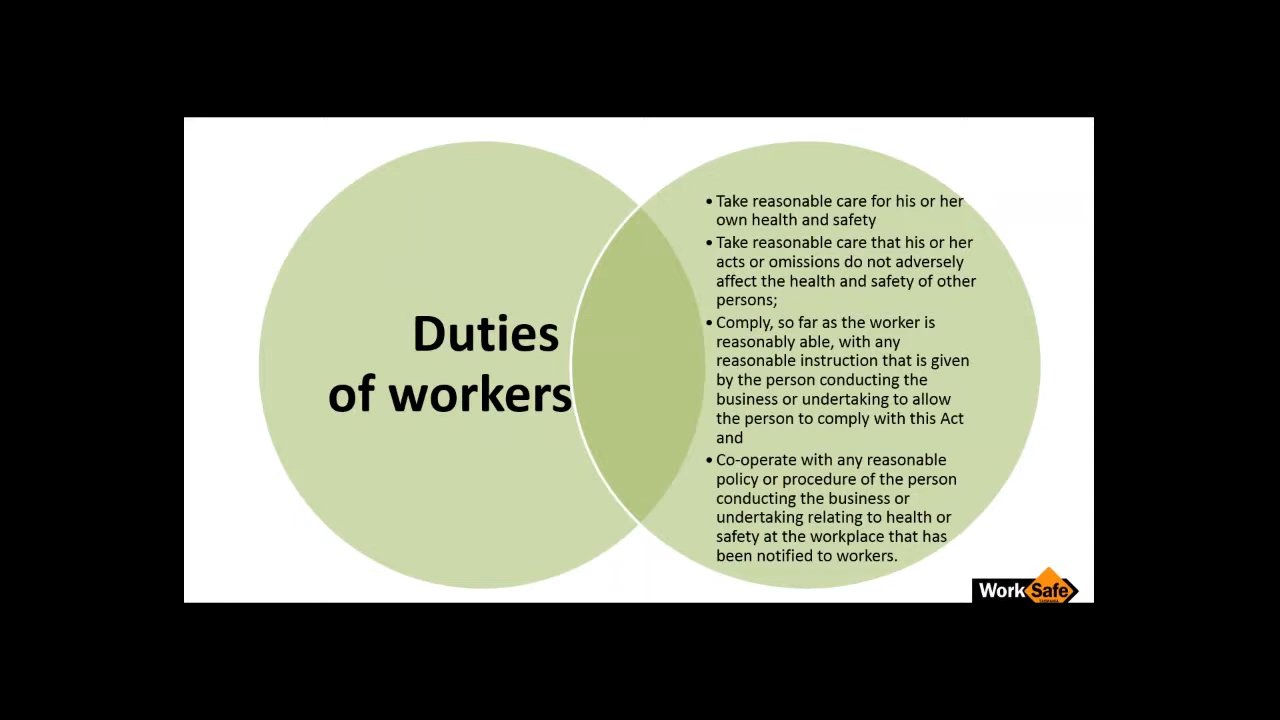 Duties
of workers
• Take reasonable care for his or her
own health and safety
• Take reasonable care that his or her
acts or omissions do not adversely
affect the health and safety of other
persons;
• Comply, so far as the worker is
reasonably able, with any
reasonable instruction that is given
by the person conducting the
business or undertaking to allow
the person to comply with this Act
and
• Co-operate with any reasonable
policy or procedure of the person
conducting the business or
undertaking relating to health or
safety at the workplace that has
been notified to workers.
WorkSafe
TASMANIA